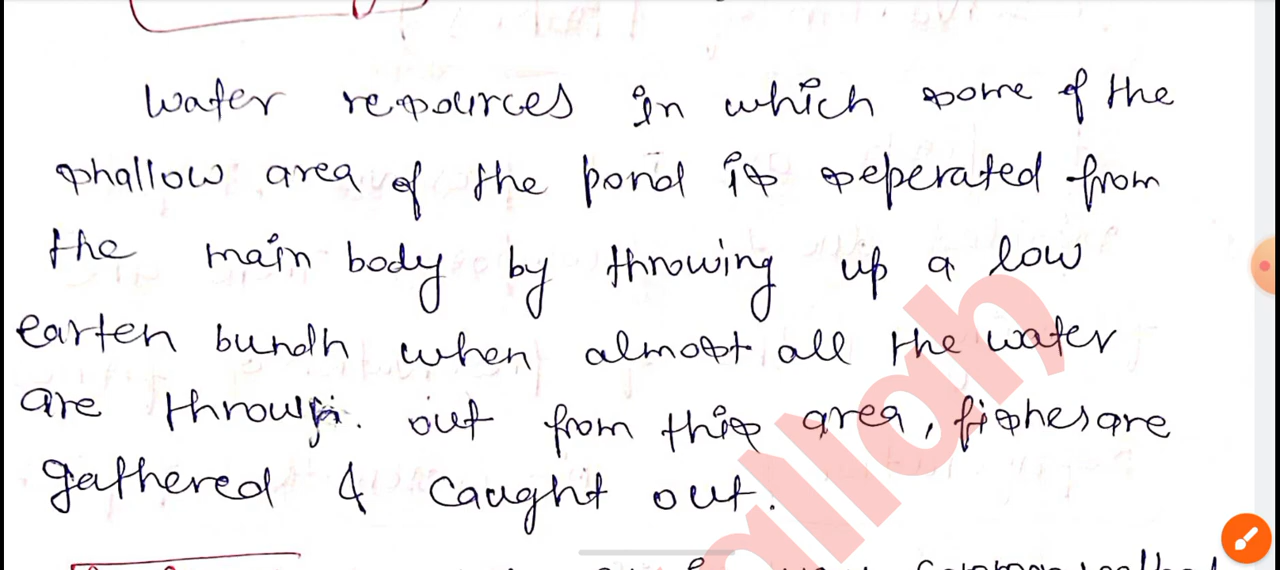 Water resources in which some of the
shallow area of the pond is seperated from
the main body by throwing up a low
earten bundh when almost all the water
are out from this area, fishes are
gathered & caught out.
allah